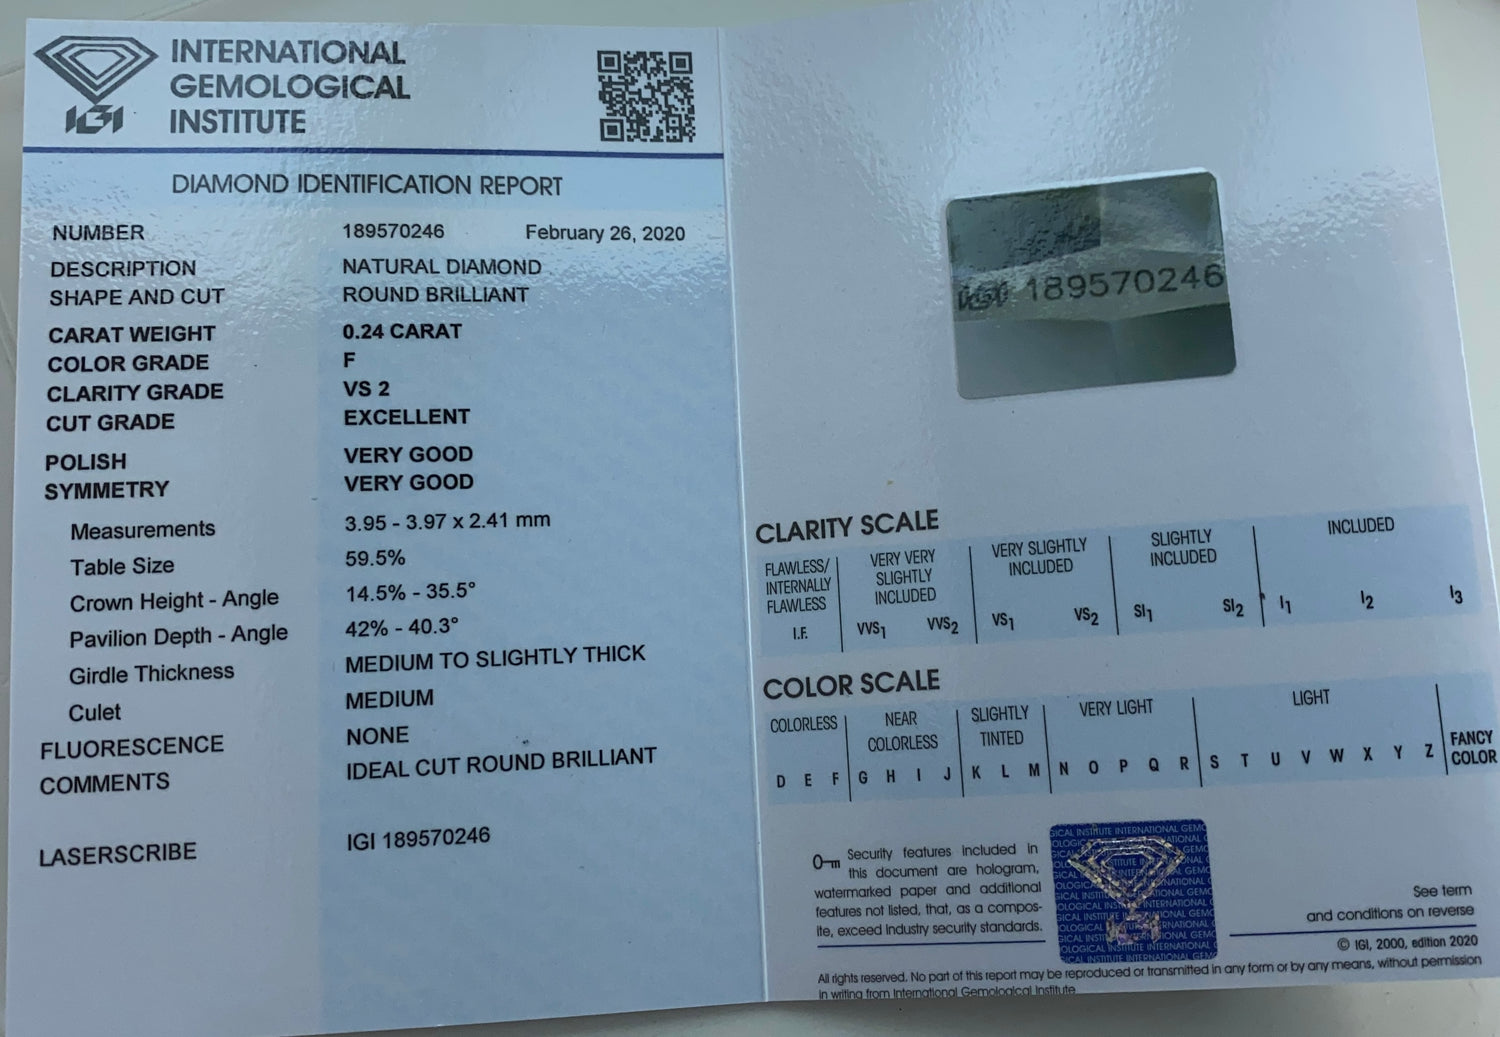 INTERNATIONAL
GEMOLOGICAL
INSTITUTE
IGI
DIAMOND IDENTIFICATION REPORT
NUMBER 189570246 February 26, 2020
DESCRIPTION NATURAL DIAMOND
SHAPE AND CUT ROUND BRILLIANT
CARAT WEIGHT 0.24 CARAT
COLOR GRADE F
CLARITY GRADE VS 2
CUT GRADE EXCELLENT
POLISH VERY GOOD
SYMMETRY VERY GOOD
Measurements 3.95 - 3.97 x 2.41 mm
Table Size 59.5%
Crown Height - Angle 14.5% - 35.5°
Pavilion Depth - Angle 42% - 40.3°
Girdle Thickness MEDIUM TO SLIGHTLY THICK
Culet MEDIUM
FLUORESCENCE NONE
COMMENTS IDEAL CUT ROUND BRILLIANT
LASERSCRIBE IGI 189570246
IGI 189570246
CLARITY SCALE
FLAWLESS/
INTERNALLY
FLAWLESS
VERY VERY
SLIGHTLY
INCLUDED
VERY SLIGHTLY
INCLUDED
SLIGHTLY
INCLUDED
INCLUDED
I.F. VVS1 VVS2 VS1 VS2 SI1 SI2 I1 I2 I3
COLOR SCALE
COLORLESS
NEAR
COLORLESS
SLIGHTLY
TINTED
VERY LIGHT
LIGHT
FANCY
COLOR
D E F G H I J K L M N O P Q R S T U V W X Y Z
Security features included in
this document are hologram,
watermarked paper and additional
features not listed, that, as a compos-
ite, exceed industry security standards.
See term
and conditions on reverse
© IGI, 2000, edition 2020
All rights reserved. No part of this report may be reproduced or transmitted in any form or by any means, without permission
in writing from International Gemological Institute